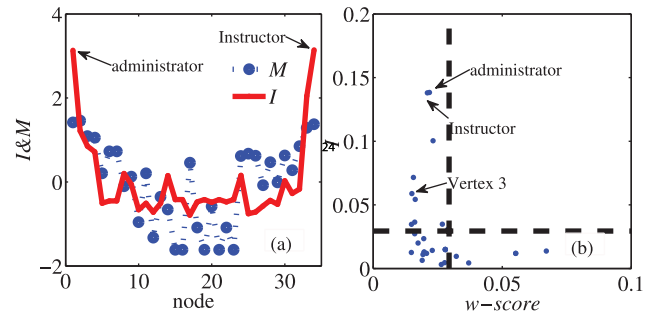 4
2
0
−2
0
10
20
30
node
I&M
administrator
Instructor
M
I
(a)
24
0.2
0.15
0.1
0.05
0
0
0.05
0.1
w−score
administrator
Instructor
Vertex 3
(b)